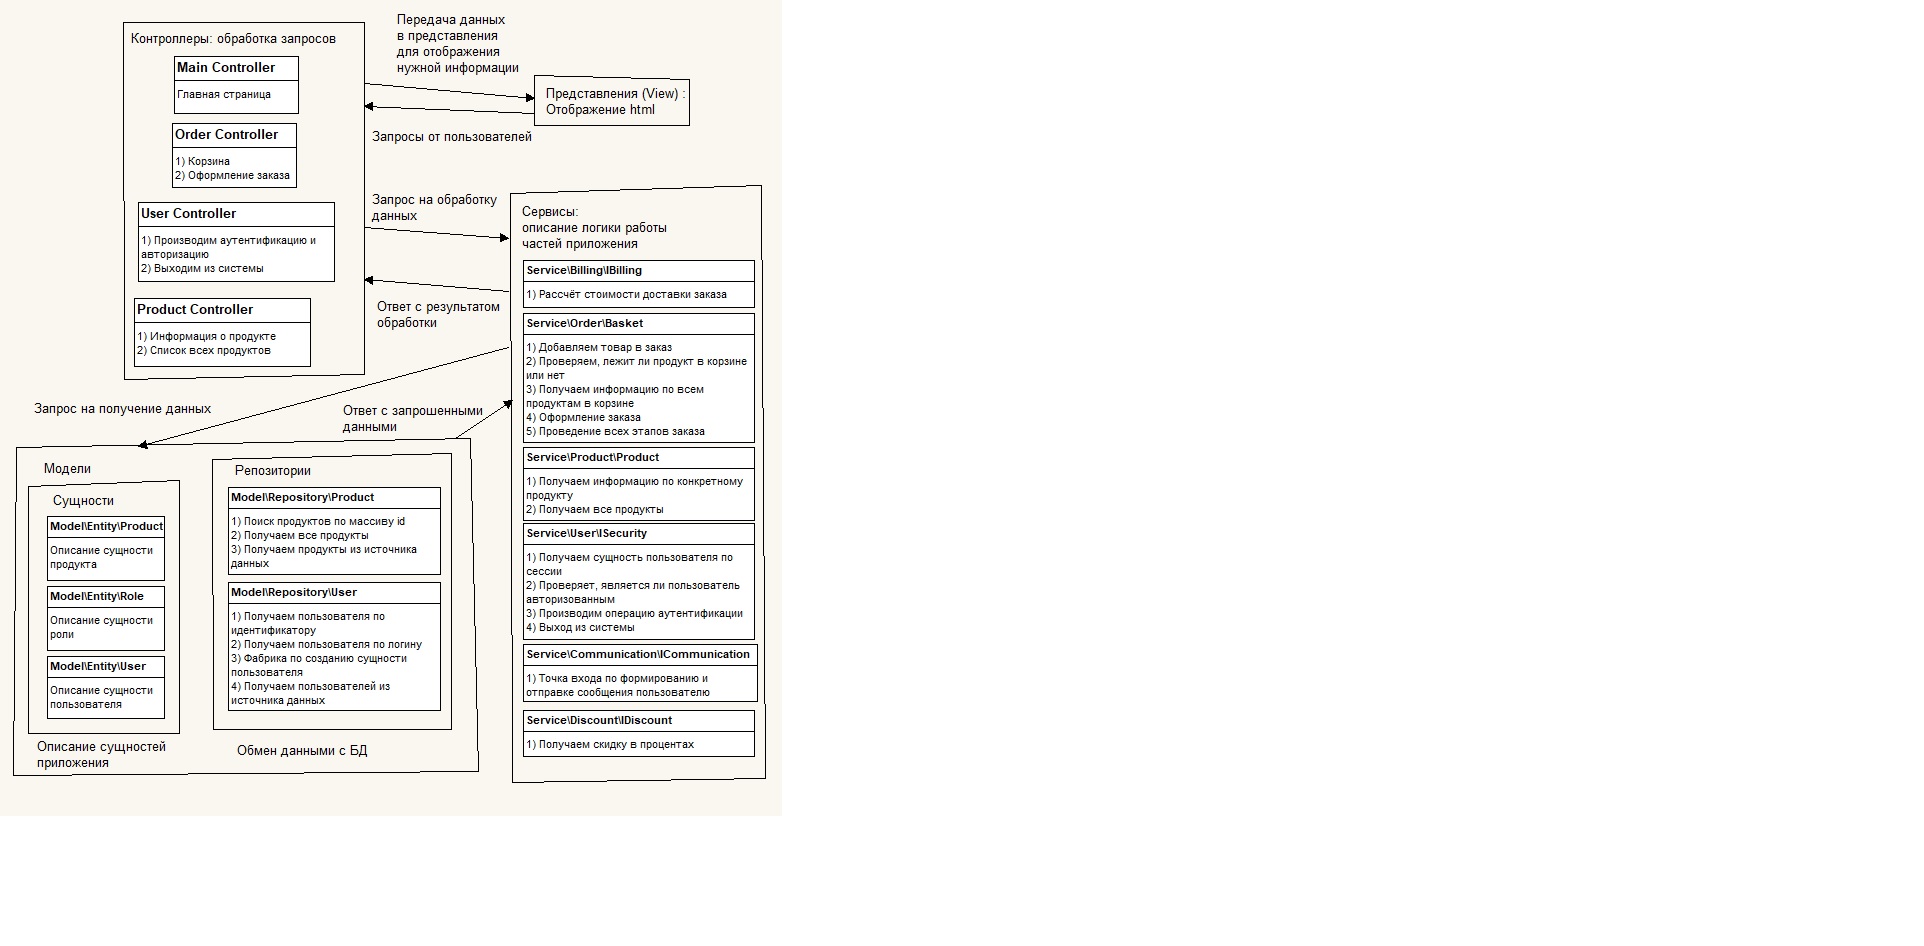 Контроллеры: обработка запросов
Main Controller
Главная страница
Order Controller
1) Корзина
2) Оформление заказа
User Controller
1) Производим аутентификацию и
авторизацию
2) Выходим из системы
Product Controller
1) Информация о продукте
2) Список всех продуктов
Передача данных
в представления
для отображения
нужной информации
Представления (View) :
Отображение html
Запросы от пользователей
Запрос на обработку
данных
Ответ с результатом
обработки
Сервисы:
описание логики работы
частей приложения
Service\Billing\IBilling
1) Рассчёт стоимости доставки заказа
Service\Order\Basket
1) Добавляем товар в заказ
2) Проверяем, лежит ли продукт в корзине
или нет
3) Получаем информацию по всем
продуктам в корзине
4) Оформление заказа
5) Проведение всех этапов заказа
Service\Product\Product
1) Получаем информацию по конкретному
продукту
2) Получаем все продукты
Service\User\ISecurity
1) Получаем сущность пользователя по
сессии
2) Проверяет, является ли пользователь
авторизованным
3) Производим операцию аутентификации
4) Выход из системы
Service\Communication\ICommunication
1) Точка входа по формированию и
отправке сообщения пользователю
Service\Discount\IDiscount
1) Получаем скидку в процентах
Запрос на получение данных
Ответ с запрошенными
данными
Модели
Сущности
Model\Entity\Product
Описание сущности
продукта
Model\Entity\Role
Описание сущности
роли
Model\Entity\User
Описание сущности
пользователя
Описание сущностей
приложения
Репозитории
Model\Repository\Product
1) Поиск продуктов по массиву id
2) Получаем все продукты
3) Получаем продукты из источника
данных
Model\Repository\User
1) Получаем пользователя по
идентификатору
2) Получаем пользователя по логину
3) Фабрика по созданию сущности
пользователя
4) Получаем пользователей из
источника данных
Обмен данными с БД